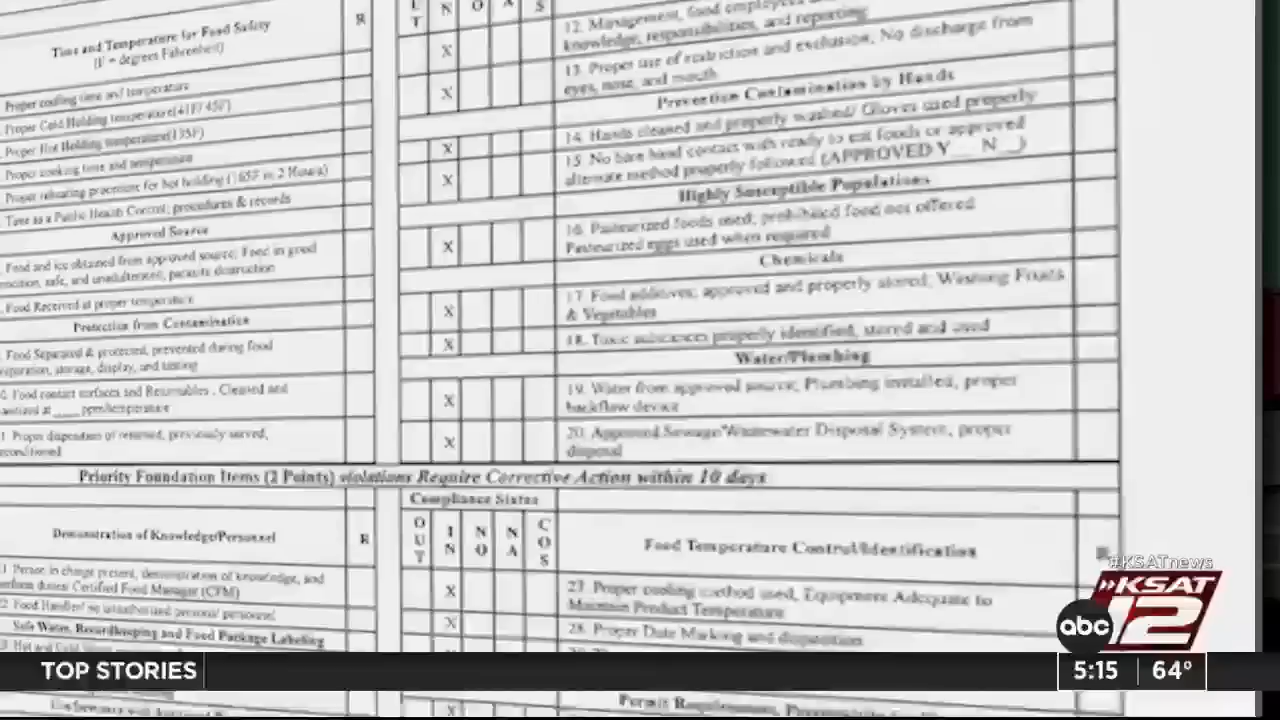 Time and Temperature for Food Safety
R
(F = degrees Fahrenheit)
Proper cooling time and temperature
Proper Cold Holding temperature(41F/ 45F)
Proper Hot Holding temperature(135F)
Proper cooking time and temperature
Proper reheating procedure for hot holding (165F in 2 Hours)
Time as a Public Health Control; procedures & records
Approved Source
Food and ice obtained from approved source; Food in good
condition, safe, and unadulterated; parasite destruction
Food Received at proper temperature
Protection from Contamination
Food Separated & protected, prevented during food
preparation, storage, display, and tasting
Food contact surfaces and Returnables ; Cleaned and
Sanitized at ____ ppm/temperature
Proper disposition of returned, previously served,
reconditioned
U N O A S
T
X 12. Management, food employees
knowledge, responsibilities, and reporting
X 13. Proper use of restriction and exclusion; No discharge from
eyes, nose, and mouth
Preventing Contamination by Hands
X 14. Hands cleaned and properly washed/ Gloves used properly
X 15. No bare hand contact with ready to eat foods or approved
alternate method properly followed (APPROVED Y__ N__)
Highly Susceptible Populations
X 16. Pasteurized foods used; prohibited food not offered
Pasteurized eggs used when required
Chemicals
X 17. Food additives; approved and properly stored; Washing Fruits
& Vegetables
X 18. Toxic substances properly identified, stored and used
Water/Plumbing
X 19. Water from approved source; Plumbing installed; proper
backflow device
X 20. Approved Sewage/Wastewater Disposal System, proper
disposal
Priority Foundation Items (2 Points) violations Require Corrective Action within 10 days
Demonstration of Knowledge/Personnel
R
21 Person in charge present, demonstration of knowledge, and
perform duties/ Certified Food Manager (CFM)
22 Food Handler/ no unauthorized persons/ personnel
Safe Water, Recordkeeping and Food Package Labeling
Compliance Status
O U T
I N
N O
N A
C O S
Food Temperature Control/Identification
R
X 27. Proper cooling method used; Equipment Adequate to
Maintain Product Temperature
X 28. Proper Date Marking and disposition
X
Permit Requirements,
#KSATnews
»KSAT
12
abc
TOP STORIES
5:15 64°